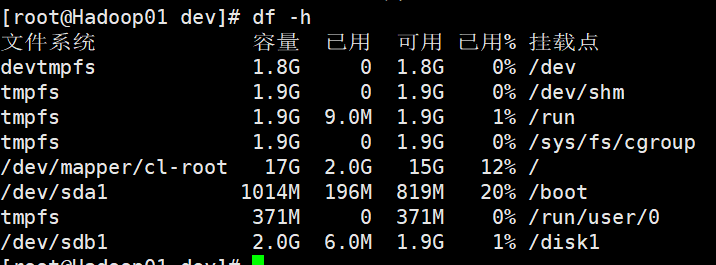 [root@Hadoop01 dev]# df -h
文件系统 容量 已用 可用 已用% 挂载点
devtmpfs 1.8G 0 1.8G 0% /dev
tmpfs 1.9G 0 1.9G 0% /dev/shm
tmpfs 1.9G 9.0M 1.9G 1% /run
tmpfs 1.9G 0 1.9G 0% /sys/fs/cgroup
/dev/mapper/cl-root 17G 2.0G 15G 12% /
/dev/sda1 1014M 196M 819M 20% /boot
tmpfs 371M 0 371M 0% /run/user/0
/dev/sdb1 2.0G 6.0M 1.9G 1% /disk1
[root@Hadoop01 dev]#